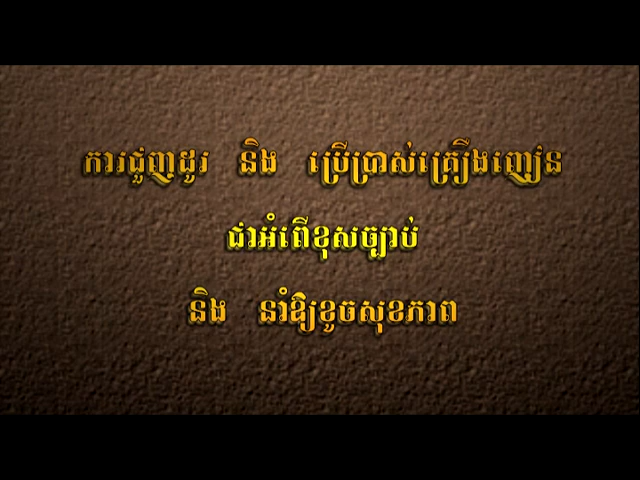 ការជួញដូរ និង ប្រើប្រាស់គ្រឿងញៀន
ជាអំពើខុសច្បាប់
និង នាំឱ្យខូចសុខភាព